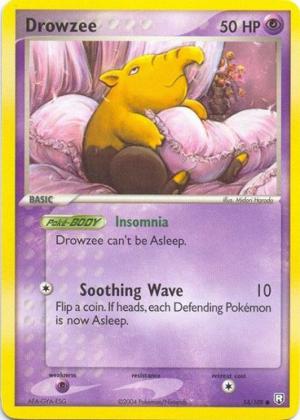 Drowzee 50 HP
illus. Midori Harada
BASIC
Poké-BODY Insomnia
Drowzee can't be Asleep.
Soothing Wave 10
Flip a coin. If heads, each Defending Pokémon
is now Asleep.
weakness resistance retreat cost
©2004 Pokémon/Nintendo
R